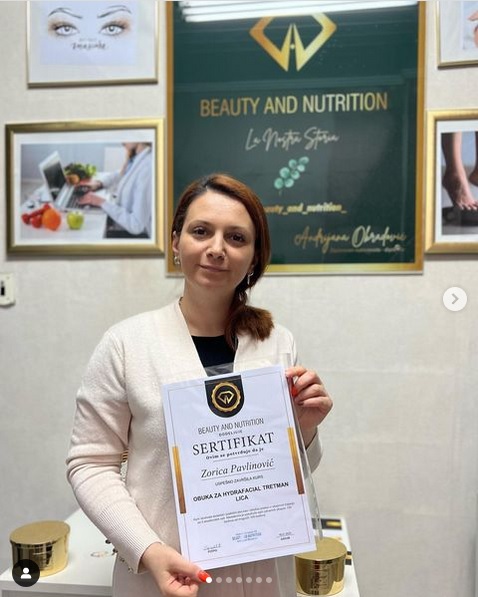 BEAUTY AND NUTRITION
La Nostra Storia
beauty_and_nutrition_
Andrijana Obradović
BEAUTY AND NUTRITION
DODELJUJE
SERTIFIKAT
Ovim se potvrđuje da je
Zorica Pavlinović
USPEŠNO ZAVRŠILA KURS
OBUKA ZA HYDRAFACIAL TRETMAN
LICA